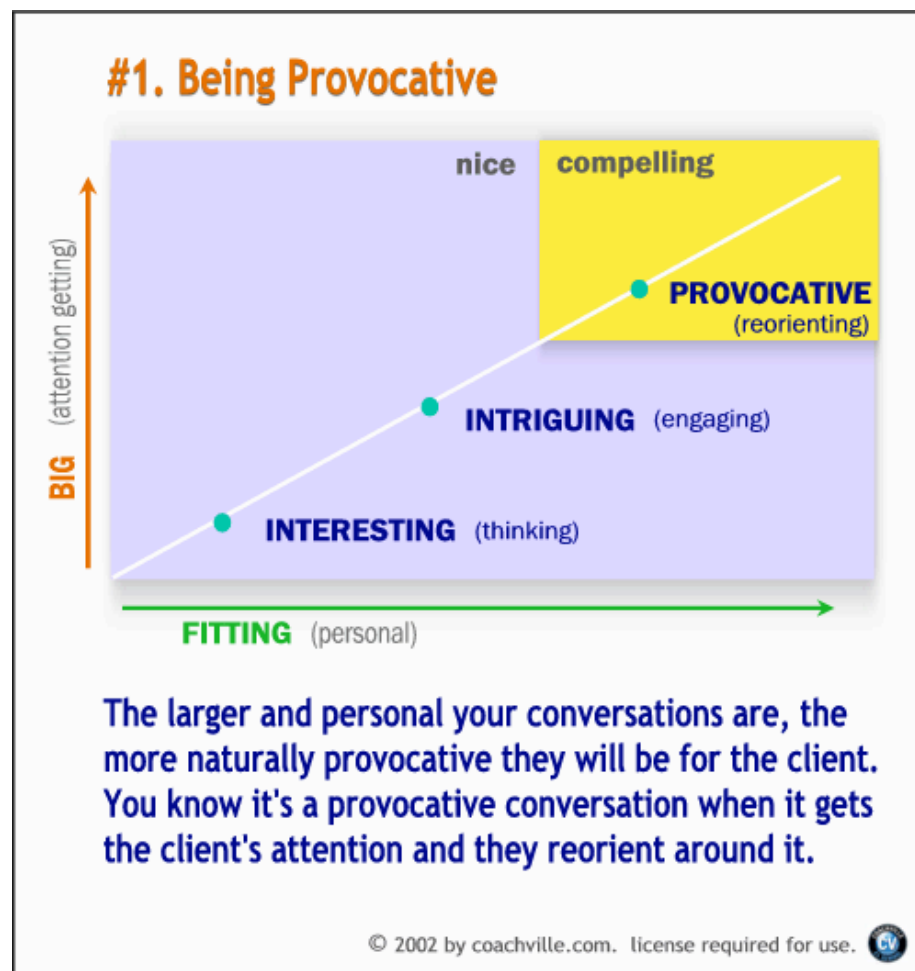 #1. Being Provocative
nice compelling
BIG (attention getting)
PROVOCATIVE
(reorienting)
INTRIGUING (engaging)
INTERESTING (thinking)
FITTING (personal)
The larger and personal your conversations are, the
more naturally provocative they will be for the client.
You know it's a provocative conversation when it gets
the client's attention and they reorient around it.
© 2002 by coachville.com. license required for use.
CV